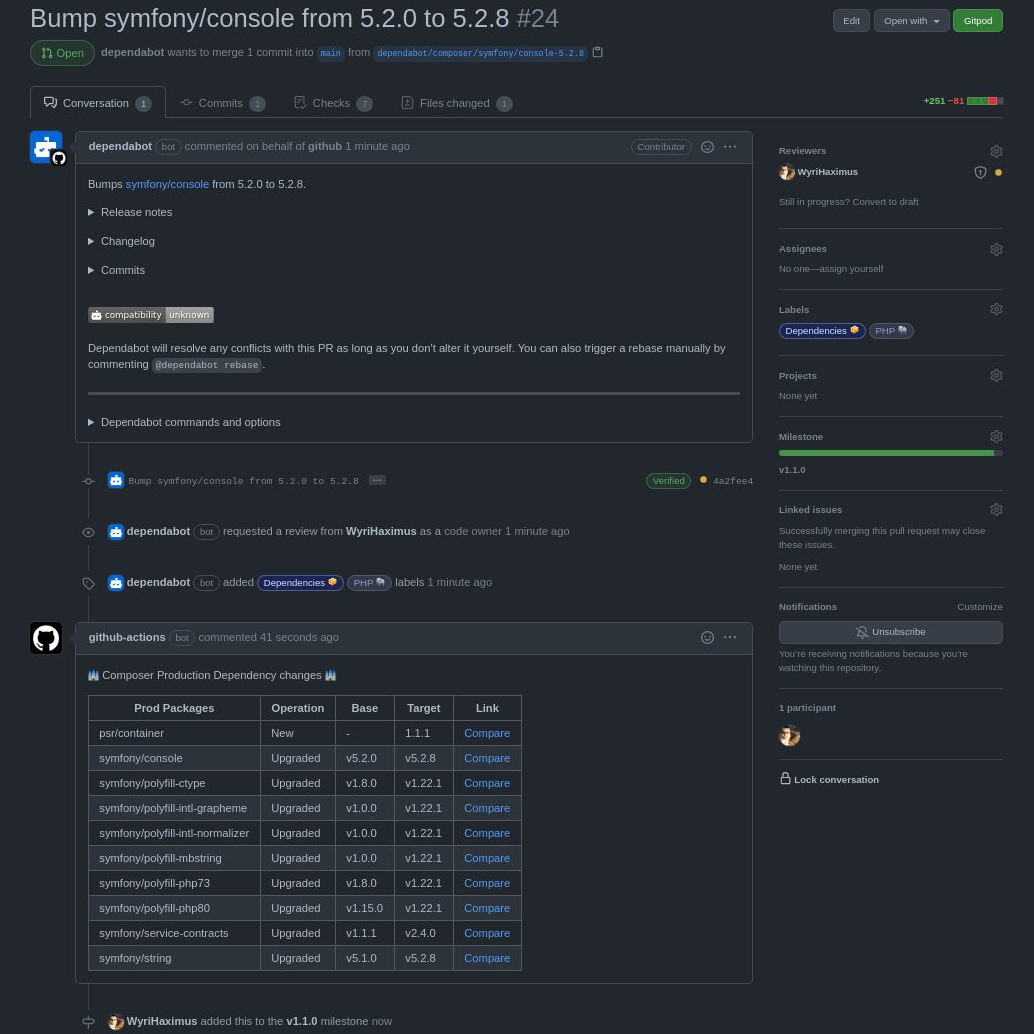 Bump symfony/console from 5.2.0 to 5.2.8 #24
Edit
Open with
Gitpod
Open
dependabot wants to merge 1 commit into main from dependabot/composer/symfony/console-5.2.8
Conversation 1
Commits 1
Checks 7
Files changed 1
+251 −81
dependabot bot commented on behalf of github 1 minute ago
Contributor
Bumps symfony/console from 5.2.0 to 5.2.8.
Release notes
Changelog
Commits
compatibility unknown
Dependabot will resolve any conflicts with this PR as long as you don't alter it yourself. You can also trigger a rebase manually by
commenting @dependabot rebase.
Dependabot commands and options
Bump symfony/console from 5.2.0 to 5.2.8 ...
Verified
4a2fee4
dependabot bot requested a review from WyriHaximus as a code owner 1 minute ago
dependabot bot added Dependencies 📦 PHP 🐘 labels 1 minute ago
github-actions bot commented 41 seconds ago
Composer Production Dependency changes
Prod Packages Operation Base Target Link
psr/container New - 1.1.1 Compare
symfony/console Upgraded v5.2.0 v5.2.8 Compare
symfony/polyfill-ctype Upgraded v1.8.0 v1.22.1 Compare
symfony/polyfill-intl-grapheme Upgraded v1.0.0 v1.22.1 Compare
symfony/polyfill-intl-normalizer Upgraded v1.0.0 v1.22.1 Compare
symfony/polyfill-mbstring Upgraded v1.0.0 v1.22.1 Compare
symfony/polyfill-php73 Upgraded v1.8.0 v1.22.1 Compare
symfony/polyfill-php80 Upgraded v1.15.0 v1.22.1 Compare
symfony/service-contracts Upgraded v1.1.1 v2.4.0 Compare
symfony/string Upgraded v5.1.0 v5.2.8 Compare
WyriHaximus added this to the v1.1.0 milestone now
Reviewers
WyriHaximus
Still in progress? Convert to draft
Assignees
No one—assign yourself
Labels
Dependencies 📦 PHP 🐘
Projects
None yet
Milestone
v1.1.0
Linked issues
Successfully merging this pull request may close
these issues.
None yet
Notifications
Customize
Unsubscribe
You're receiving notifications because you're
watching this repository.
1 participant
Lock conversation